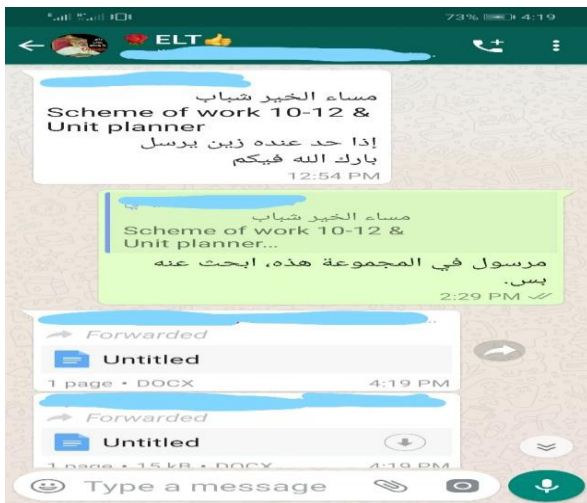 73% 4:19
ELT
مساء الخير شباب
Scheme of work 10-12 &
Unit planner
إذا حد عنده زين يرسل
بارك الله فيكم
12:54 PM
مساء الخير شباب
Scheme of work 10-12 &
Unit planner...
مرسول في المجموعة هذه، ابحث عنه
بس.
2:29 PM
Forwarded
Untitled
1 page • DOCX 4:19 PM
Forwarded
Untitled
1 page • 15 kB • DOCX 4:19 PM
Type a message